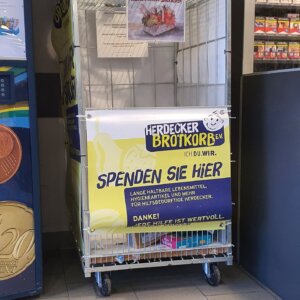 HERDECKER
BROTKORB E.V.
ICH.DU.WIR.
SPENDEN SIE HIER
LANGE HALTBARE LEBENSMITTEL,
HYGIENEARTIKEL UND MEHR
FÜR HILFSBEDÜRFTIGE HERDECKER.
DANKE!
JEDE HILFE IST WERTVOLL.